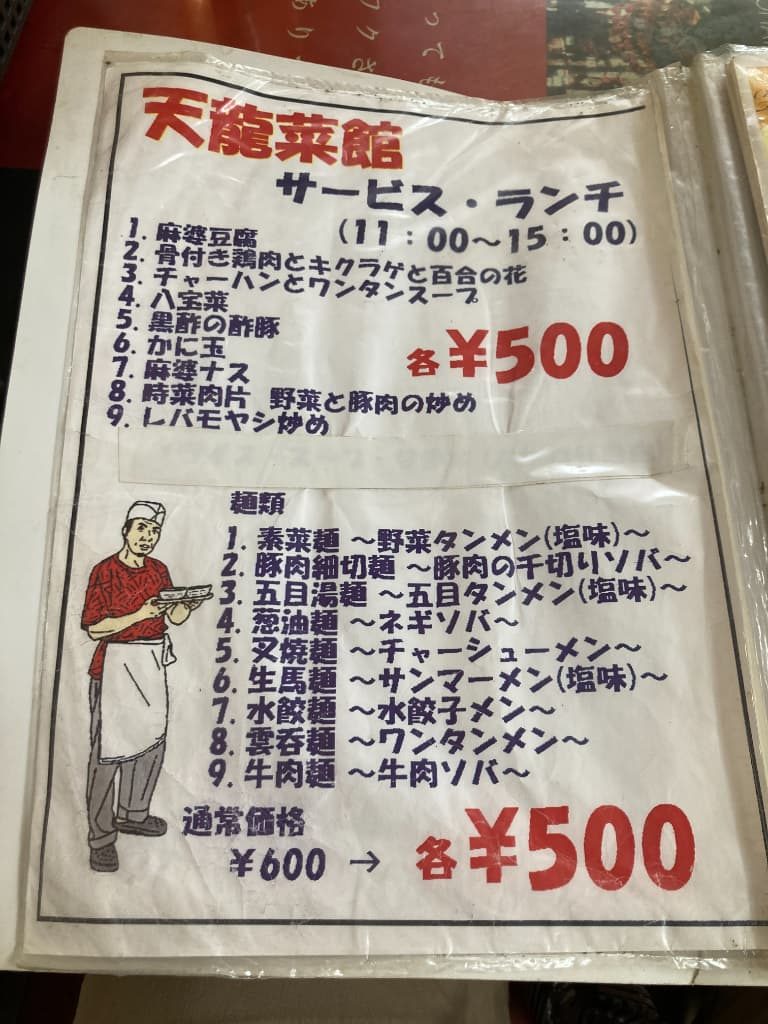 って
フクさ
あり
天龍菜館
サービス・ランチ
(11：00～15：00)
1. 麻婆豆腐
2. 骨付き鶏肉とキクラゲと百合の花
3. チャーハンとワンタンスープ
4. 八宝菜
5. 黒酢の酢豚
6. かに玉
7. 麻婆ナス
8. 時菜肉片 野菜と豚肉の炒め
9. レバモヤシ炒め
各¥500
麺類
1. 素菜麺 ～野菜タンメン(塩味)～
2. 豚肉細切麺 ～豚肉の千切りソバ～
3. 五目湯麺 ～五目タンメン(塩味)～
4. 葱油麺 ～ネギソバ～
5. 叉焼麺 ～チャーシューメン～
6. 生馬麺 ～サンマーメン(塩味)～
7. 水餃麺 ～水餃子メン～
8. 雲呑麺 ～ワンタンメン～
9. 牛肉麺 ～牛肉ソバ～
通常価格
¥600 → 各¥500